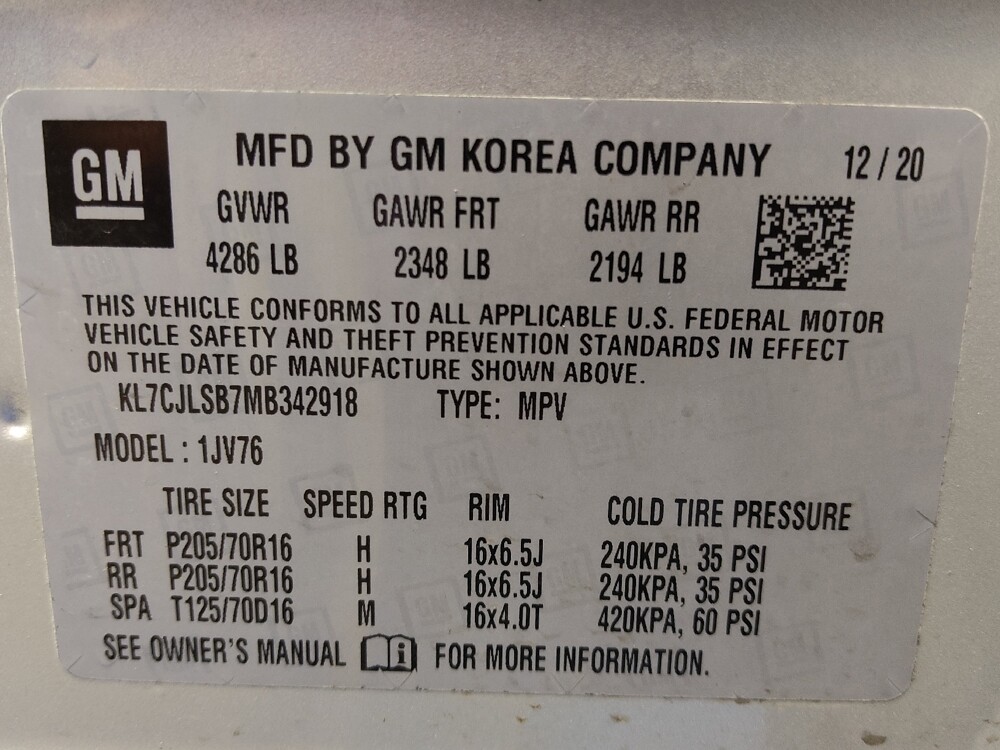 GM
MFD BY GM KOREA COMPANY 12 / 20
GVWR GAWR FRT GAWR RR
4286 LB 2348 LB 2194 LB
THIS VEHICLE CONFORMS TO ALL APPLICABLE U.S. FEDERAL MOTOR
VEHICLE SAFETY AND THEFT PREVENTION STANDARDS IN EFFECT
ON THE DATE OF MANUFACTURE SHOWN ABOVE.
KL7CJLSB7MB342918 TYPE: MPV
MODEL : 1JV76
TIRE SIZE SPEED RTG RIM COLD TIRE PRESSURE
FRT P205/70R16 H 16x6.5J 240KPA, 35 PSI
RR P205/70R16 H 16x6.5J 240KPA, 35 PSI
SPA T125/70D16 M 16x4.0T 420KPA, 60 PSI
SEE OWNER'S MANUAL i FOR MORE INFORMATION.